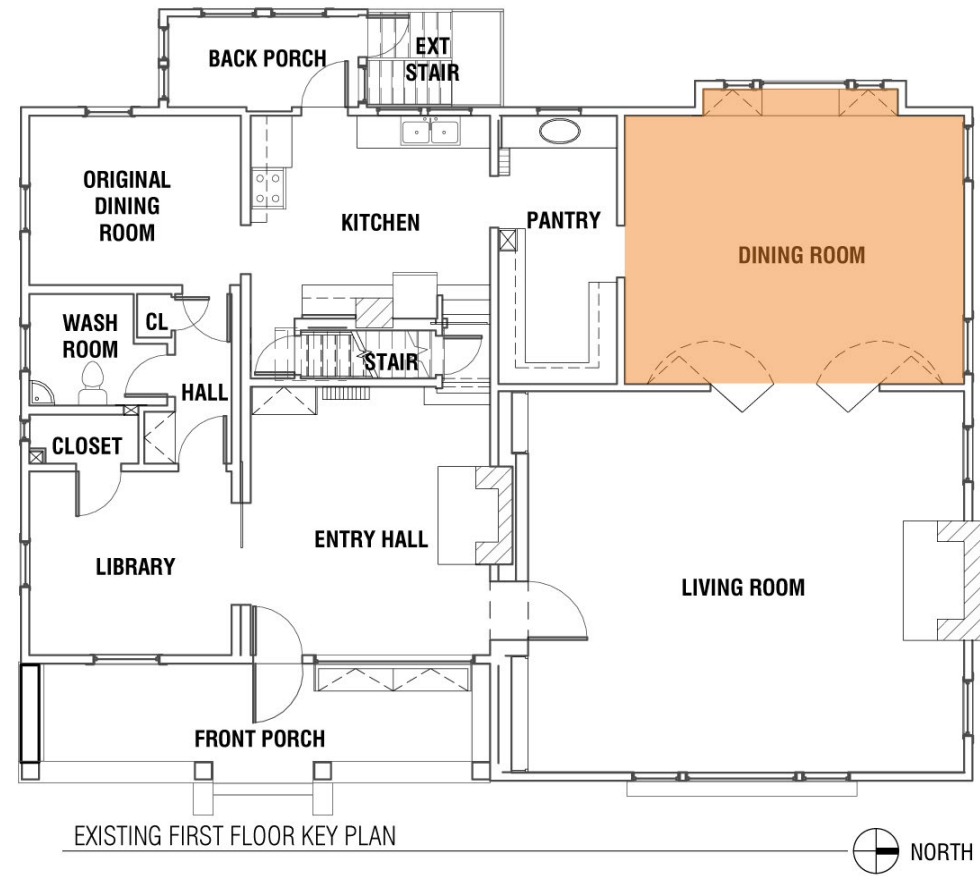 BACK PORCH
EXT
STAIR
ORIGINAL
DINING
ROOM
KITCHEN
PANTRY
DINING ROOM
WASH
ROOM
CL
STAIR
HALL
CLOSET
LIBRARY
ENTRY HALL
LIVING ROOM
FRONT PORCH
EXISTING FIRST FLOOR KEY PLAN
NORTH